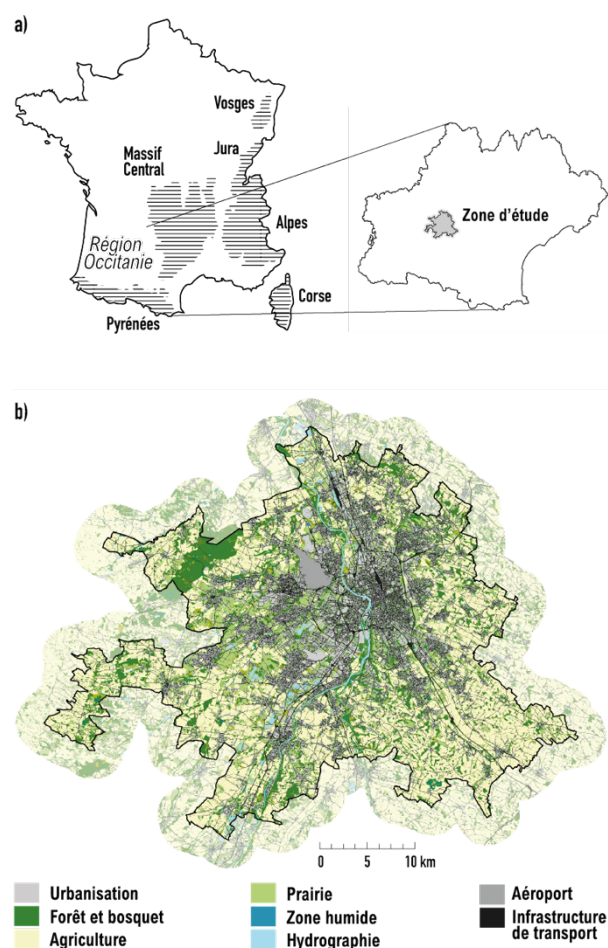 a)
Vosges
Jura
Massif
Central
Alpes
Région
Occitanie
Corse
Pyrénées
Zone d'étude
b)
0 5 10 km
Urbanisation
Forêt et bosquet
Agriculture
Prairie
Zone humide
Hydrographie
Aéroport
Infrastructure
de transport